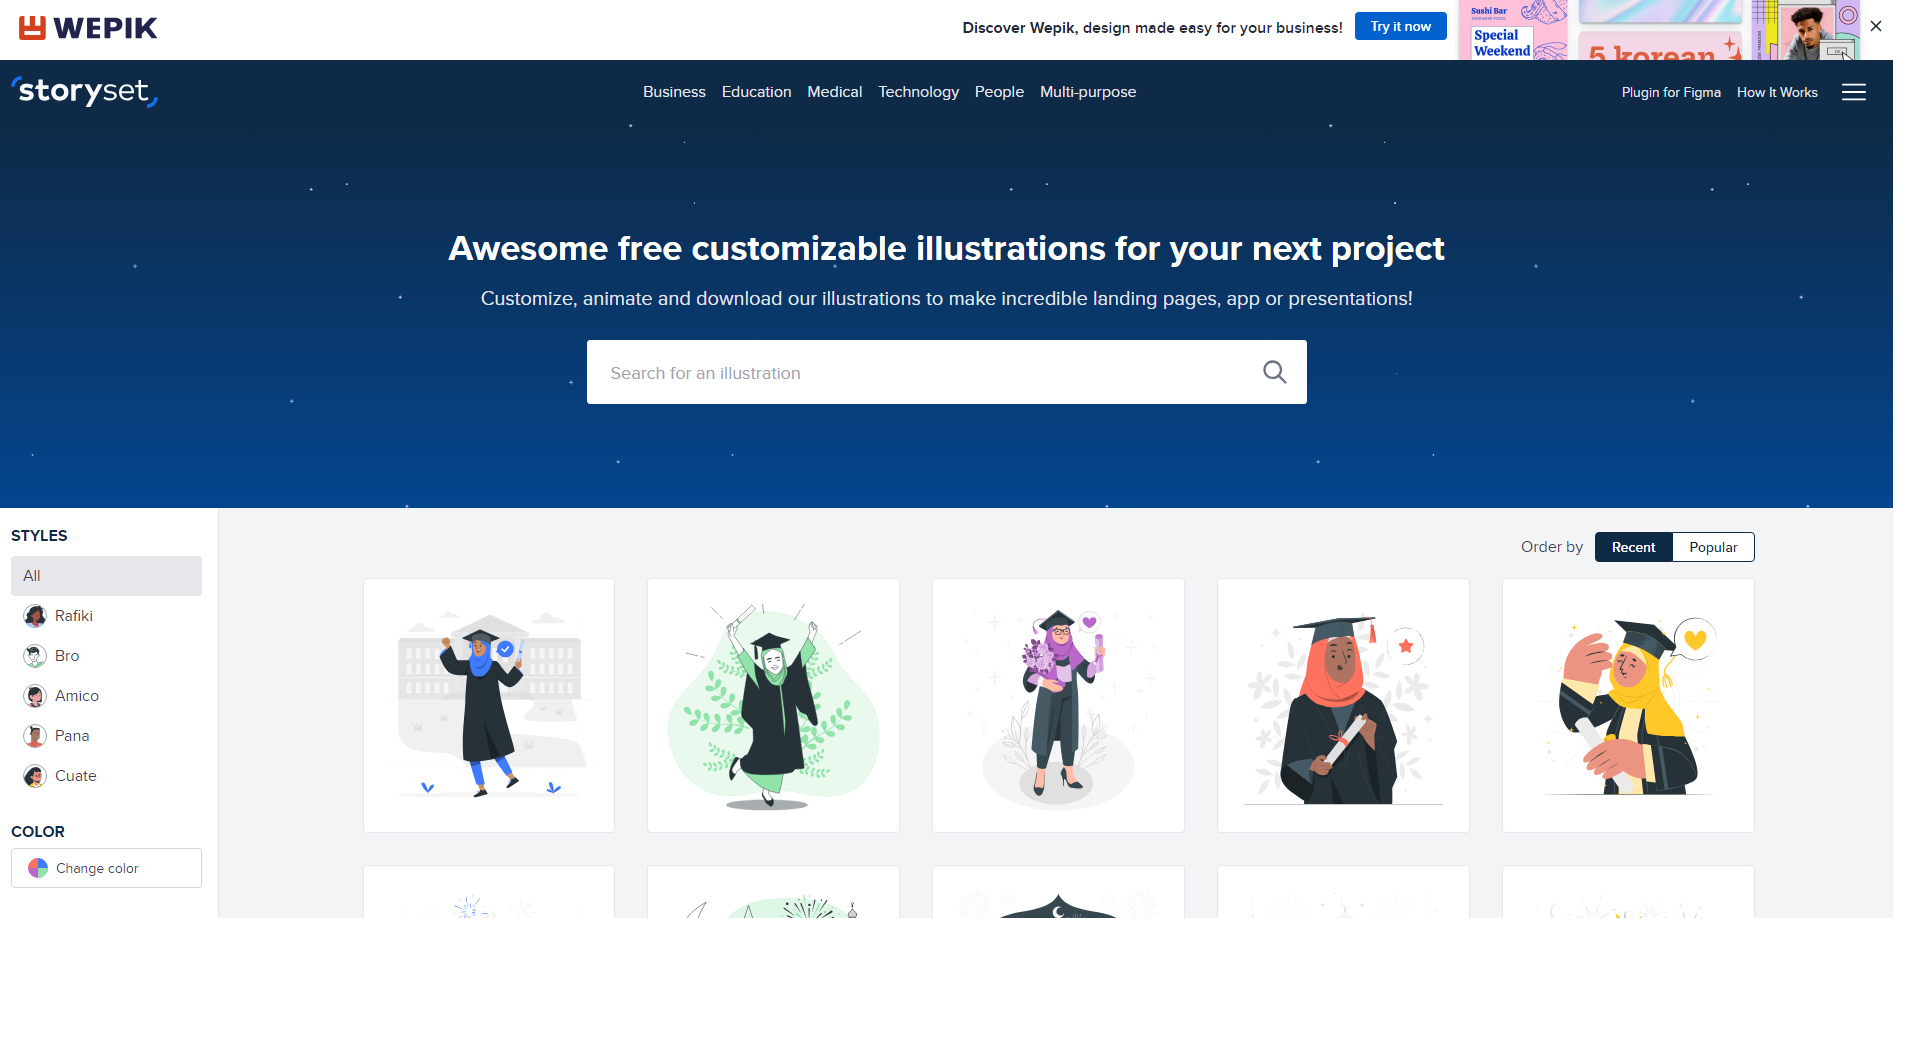 WEPIK
Discover Wepik, design made easy for your business!
Try it now
Sushi Bar
JAPANESE FOOD
Special
Weekend
5 korean
storyset
Business
Education
Medical
Technology
People
Multi-purpose
Plugin for Figma
How It Works
Awesome free customizable illustrations for your next project
Customize, animate and download our illustrations to make incredible landing pages, app or presentations!
Search for an illustration
STYLES
All
Rafiki
Bro
Amico
Pana
Cuate
COLOR
Change color
Order by
Recent
Popular